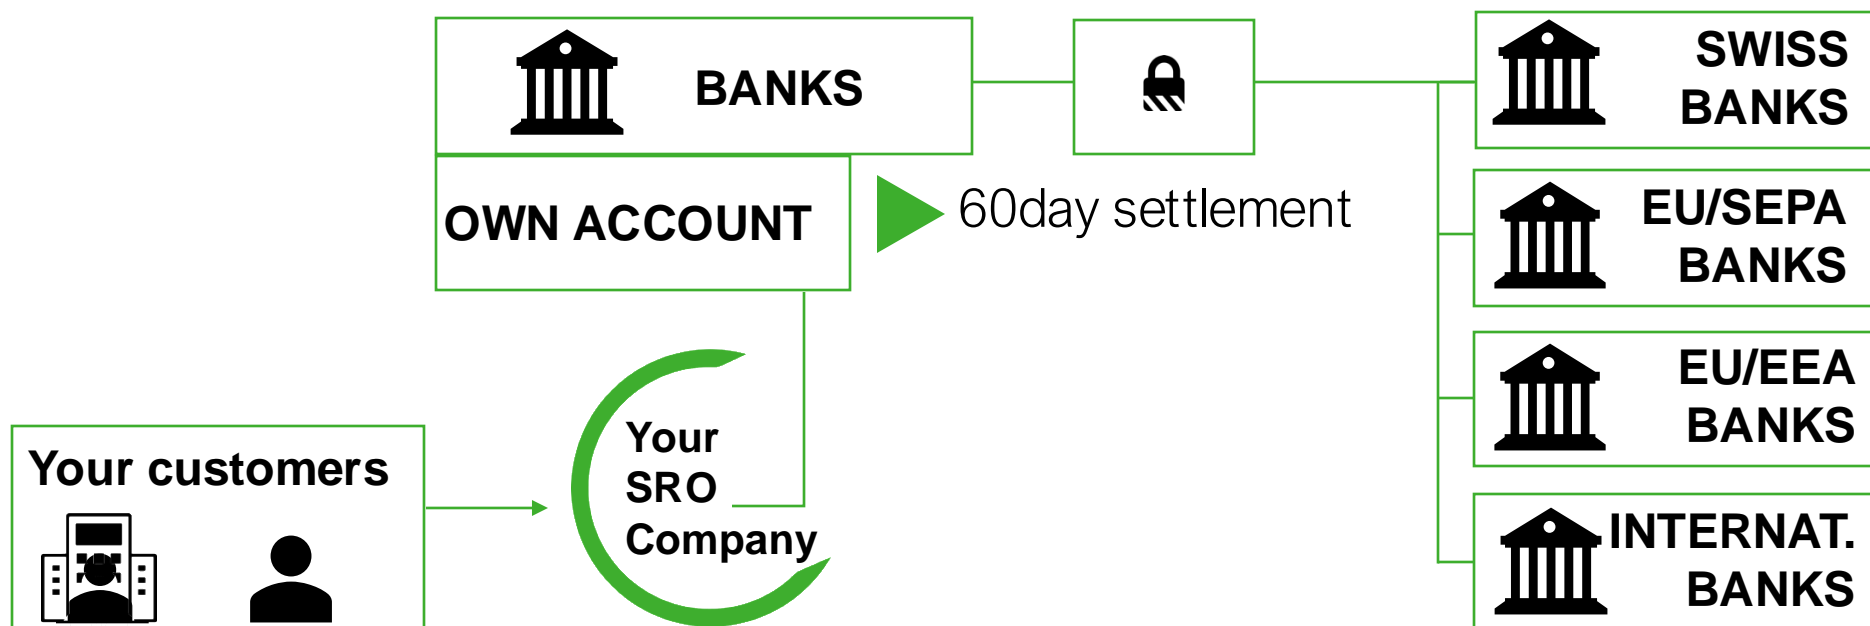 BANKS
OWN ACCOUNT
60day settlement
Your customers
Your
SRO
Company
SWISS
BANKS
EU/SEPA
BANKS
EU/EEA
BANKS
INTERNAT.
BANKS